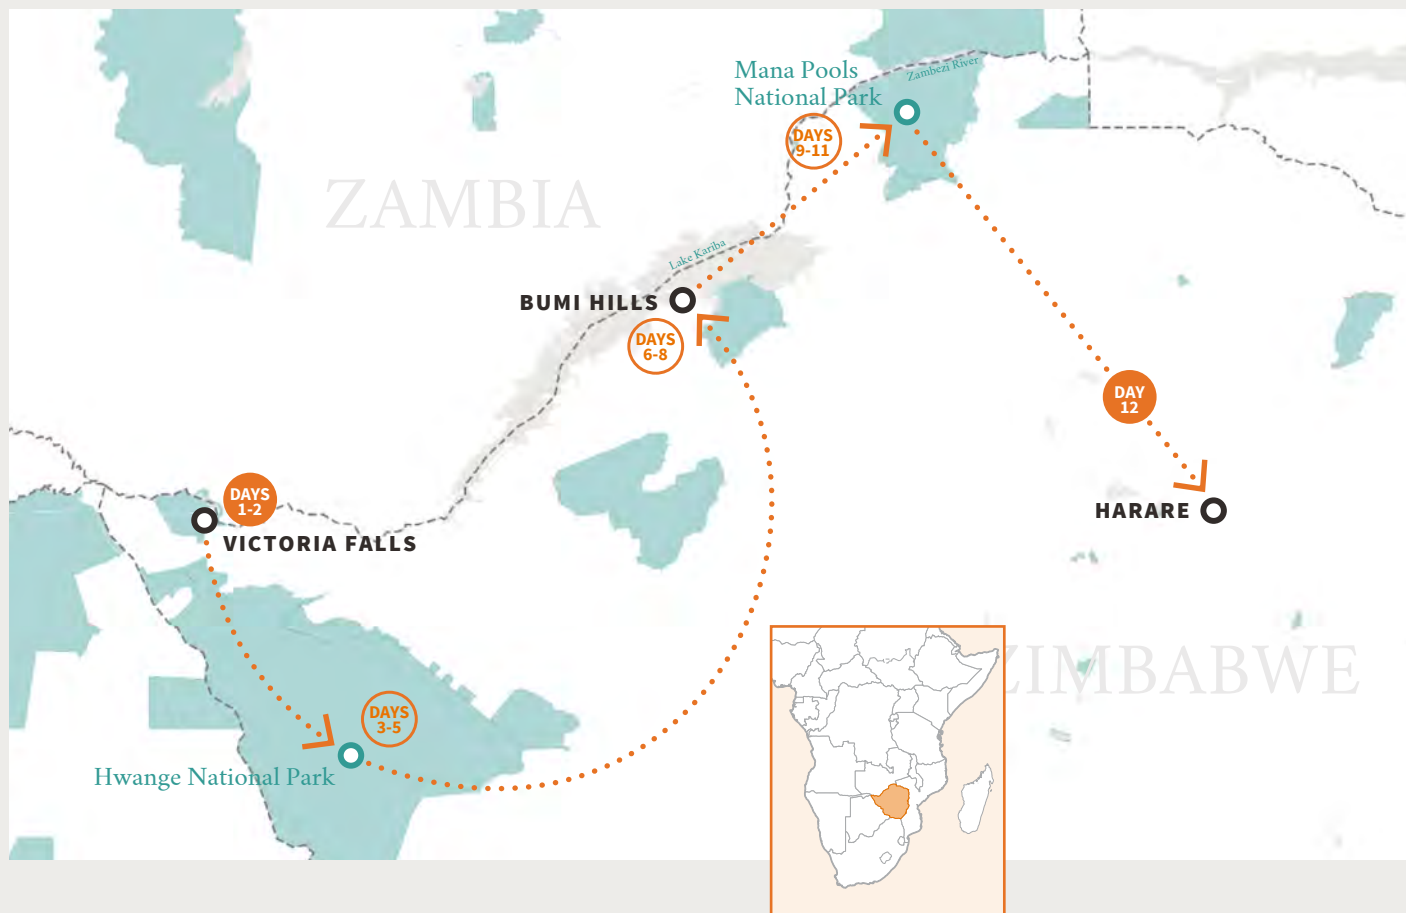 Mana Pools
National Park
Zambezi River
DAYS
9-11
ZAMBIA
Lake Kariba
BUMI HILLS
DAYS
6-8
DAY
12
DAYS
1-2
HARARE
VICTORIA FALLS
ZIMBABWE
DAYS
3-5
Hwange National Park